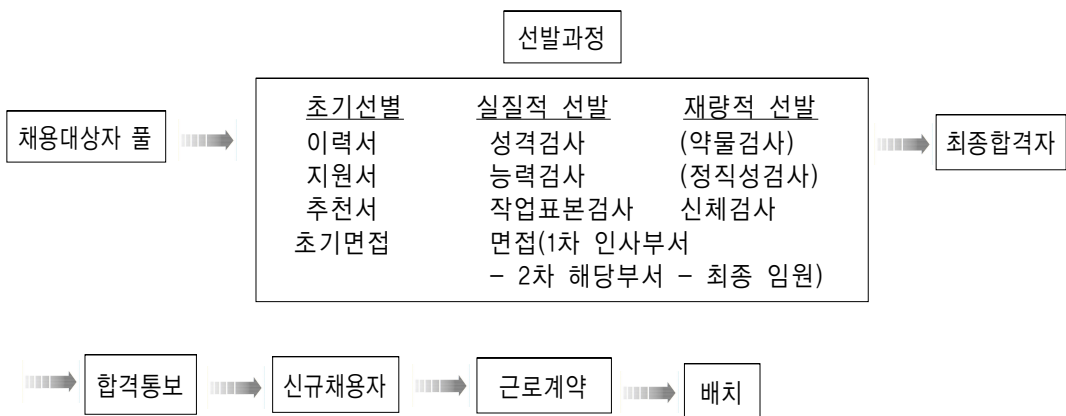 선발과정
채용대상자 풀
초기선별 실질적 선발 재량적 선발
이력서 성격검사 (약물검사)
지원서 능력검사 (정직성검사)
추천서 작업표본검사 신체검사
초기면접 면접(1차 인사부서
- 2차 해당부서 - 최종 임원)
최종합격자
합격통보 신규채용자 근로계약 배치